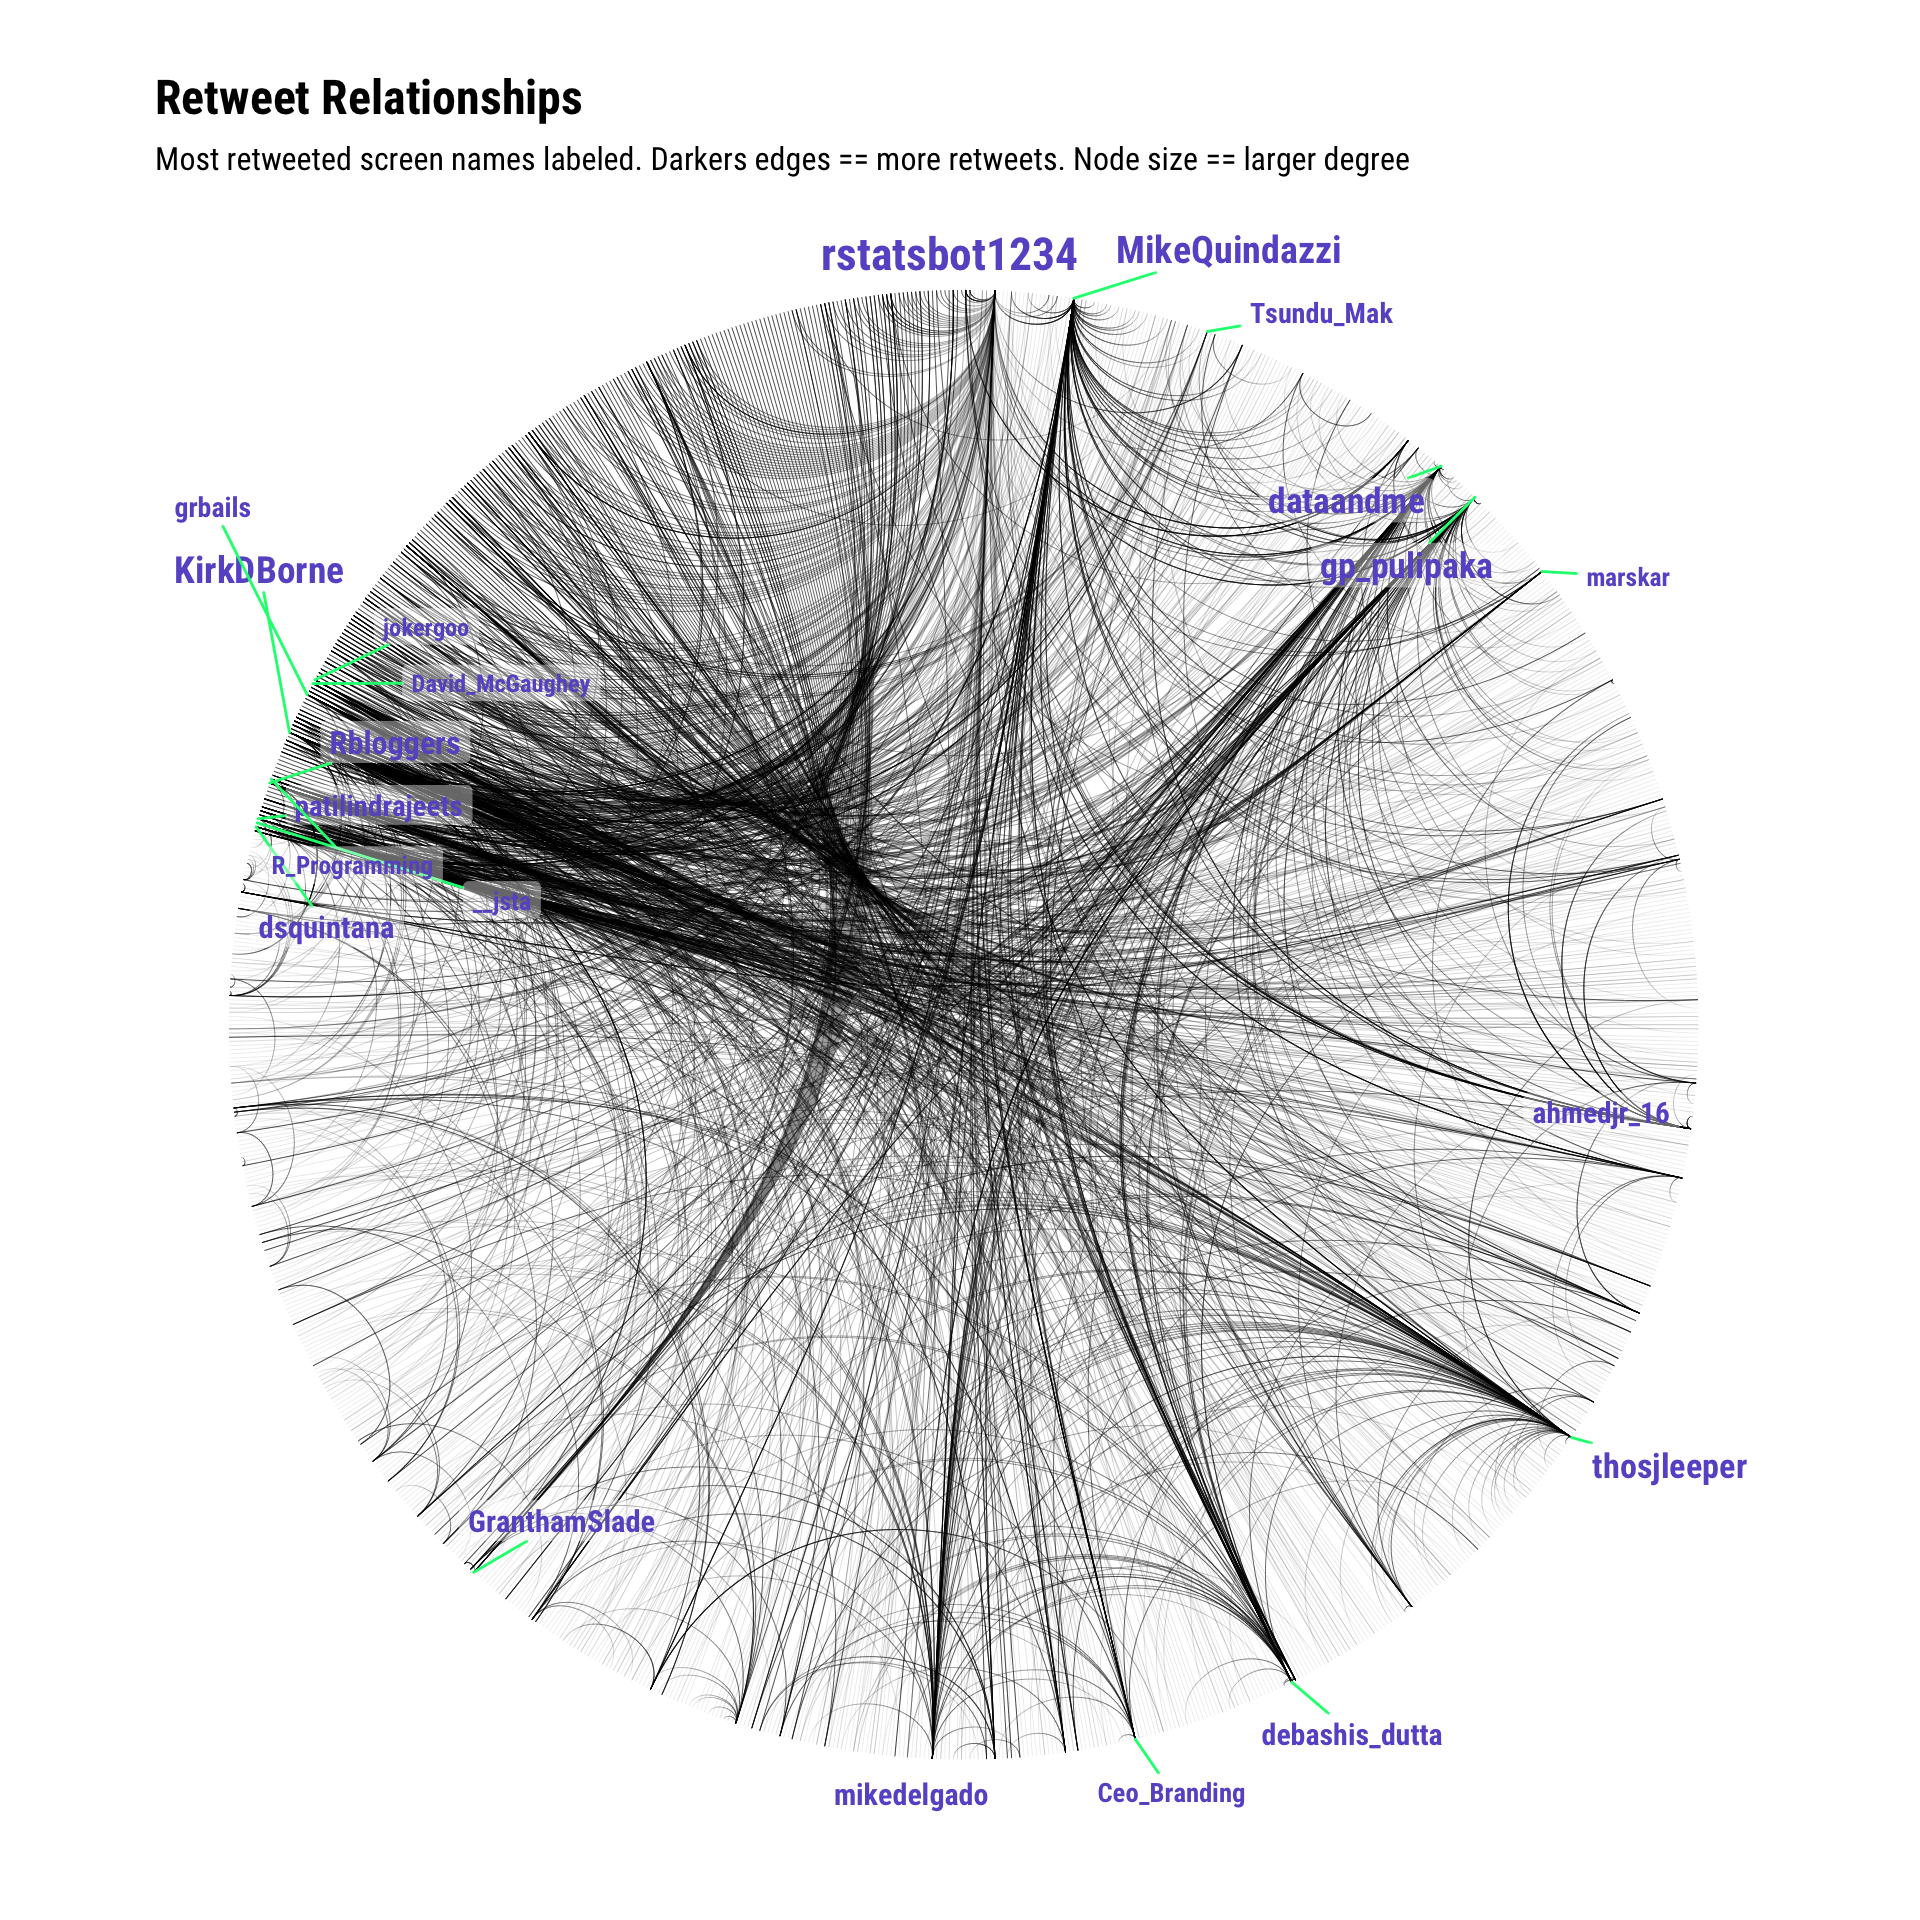 Retweet Relationships
Most retweeted screen names labeled. Darkers edges == more retweets. Node size == larger degree
rstatsbot1234
MikeQuindazzi
Tsundu_Mak
grbails
dataandme
KirkDBorne
gp_pulipaka
marskar
jokergoo
David_McGaughey
Rbloggers
patilindrajeets
R_Programming
__jsta
dsquintana
ahmedjr_16
thosjleeper
GranthamSlade
debashis_dutta
mikedelgado
Ceo_Branding